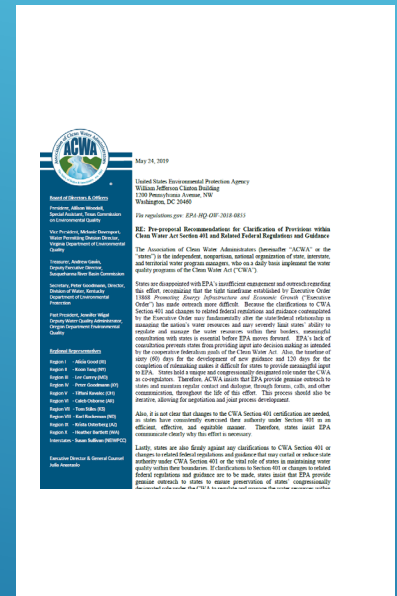 ACWA
May 24, 2019
United States Environmental Protection Agency
William Jefferson Clinton Building
1200 Pennsylvania Avenue, NW
Washington, DC 20460
Via regulations.gov: EPA-HQ-OW-2018-0855
RE: Pre-proposal Recommendations for Clarification of Provisions within
Clean Water Act Section 401 and Related Federal Regulations and Guidance
The Association of Clean Water Administrators (hereafter "ACWA" or the
"states") is the independent, nonpartisan, national organization of state, interstate,
and territorial water program managers, who on a daily basis implement the water
quality programs of the Clean Water Act ("CWA")
States are disappointed with EPA's insufficient engagement and outreach regarding
this effort, recognizing that the tight timeframe established by Executive Order
13868 Promoting Energy Infrastructure and Economic Growth ("Executive
Order") has made outreach more difficult. Because the clarifications to CWA
Section 401 and changes to related federal regulations and guidance contemplated
by the Executive Order may fundamentally alter the state/federal relationship in
managing the nation's water resources and may severely limit states' ability to
regulate and manage the water resources within their borders, meaningful
consultation with states is essential before EPA moves forward. EPA's lack of
consultation prevents states from providing input into decision making as intended
by the cooperative federalism goals of the Clean Water Act. Also, the timeline of
sixty (60) days for the development of new guidance and 120 days for the
completion of rulemaking makes it difficult for states to provide meaningful input
to EPA. States hold a unique and congressionally designated role under the CWA
as co-regulators. Therefore, ACWA insists that EPA provide genuine outreach to
states and maintain regular contact and dialogue, through forums, calls, and other
communication, throughout the life of this effort. This process should also be
iterative, allowing for negotiation and joint process development.
Also, it is not clear that changes to the CWA Section 401 certification are needed,
as states have consistently exercised their authority under Section 401 in an
efficient, effective, and equitable manner. Therefore, states insist EPA
communicate clearly why this effort is necessary.
Lastly, states are also firmly against any clarifications to CWA Section 401 or
changes to related federal regulations and guidance that may curtail or reduce state
authority under CWA Section 401 or the vital role of states in maintaining water
quality within their boundaries. If clarifications to Section 401 or changes to related
federal regulations and guidance are to be made, states insist that EPA provide
genuine outreach to states to ensure preservation of states' congressionally
designated role under the CWA to regulate and manage the water resources within
Board of Directors & Officers
President, Allison Woodall,
Special Assistant, Texas Commission
on Environmental Quality
Vice President, Melanie Davenport,
Water Permitting Division Director,
Virginia Department of Environmental
Quality
Treasurer, Andrew Gavin,
Deputy Executive Director,
Susquehanna River Basin Commission
Secretary, Peter Goodmann, Director,
Division of Water, Kentucky
Department of Environmental
Protection
Past President, Jennifer Wigal
Deputy Water Quality Administrator,
Oregon Department Environmental
Quality
Regional Representatives
Region I - Alicia Good (RI)
Region II - Koon Tang (NY)
Region III - Lee Currey (MD)
Region IV - Peter Goodmann (KY)
Region V - Tiffani Kavalec (OH)
Region VI - Caleb Osborne (AR)
Region VII - Tom Stiles (KS)
Region VIII - Karl Rockeman (ND)
Region IX - Krista Osterberg (AZ)
Region X - Heather Bartlett (WA)
Interstates - Susan Sullivan (NEIWPCC)
Executive Director & General Counsel
Julia Anastasio